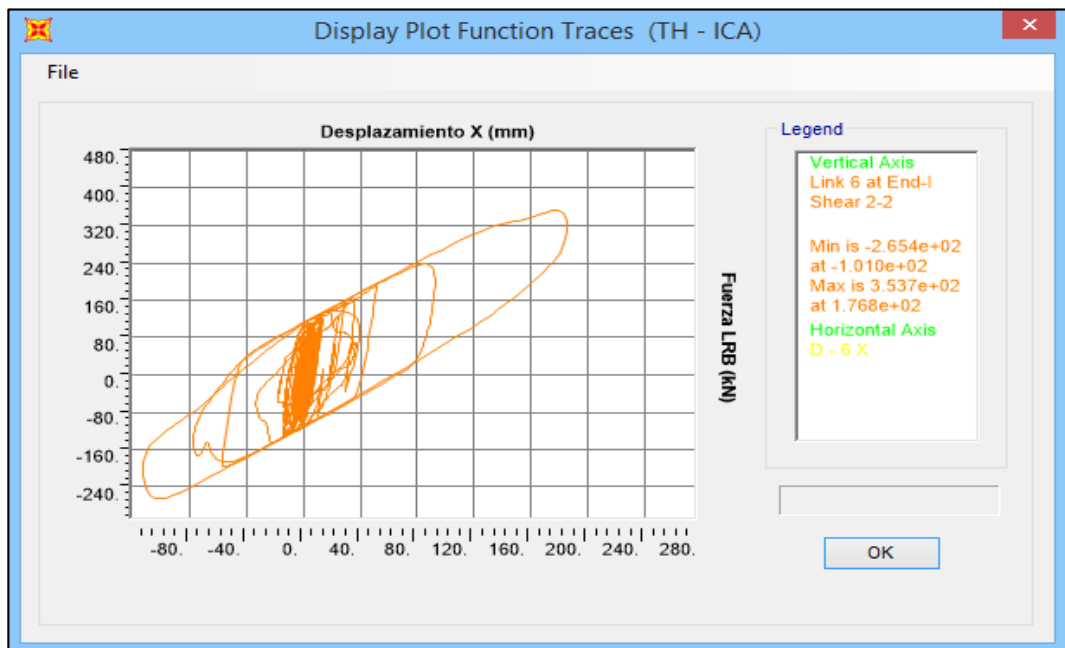 Display Plot Function Traces (TH - ICA)
File
Desplazamiento X (mm)
480.
400.
320.
240.
160.
80.
0.
-80.
-160.
-240.
-80. -40. 0. 40. 80. 120. 160. 200. 240. 280.
Fuerza LRB (kN)
Legend
Vertical Axis
Link 6 at End-I
Shear 2-2
Min is -2.654e+02
at -1.010e+02
Max is 3.537e+02
at 1.768e+02
Horizontal Axis
D - 6 X
OK